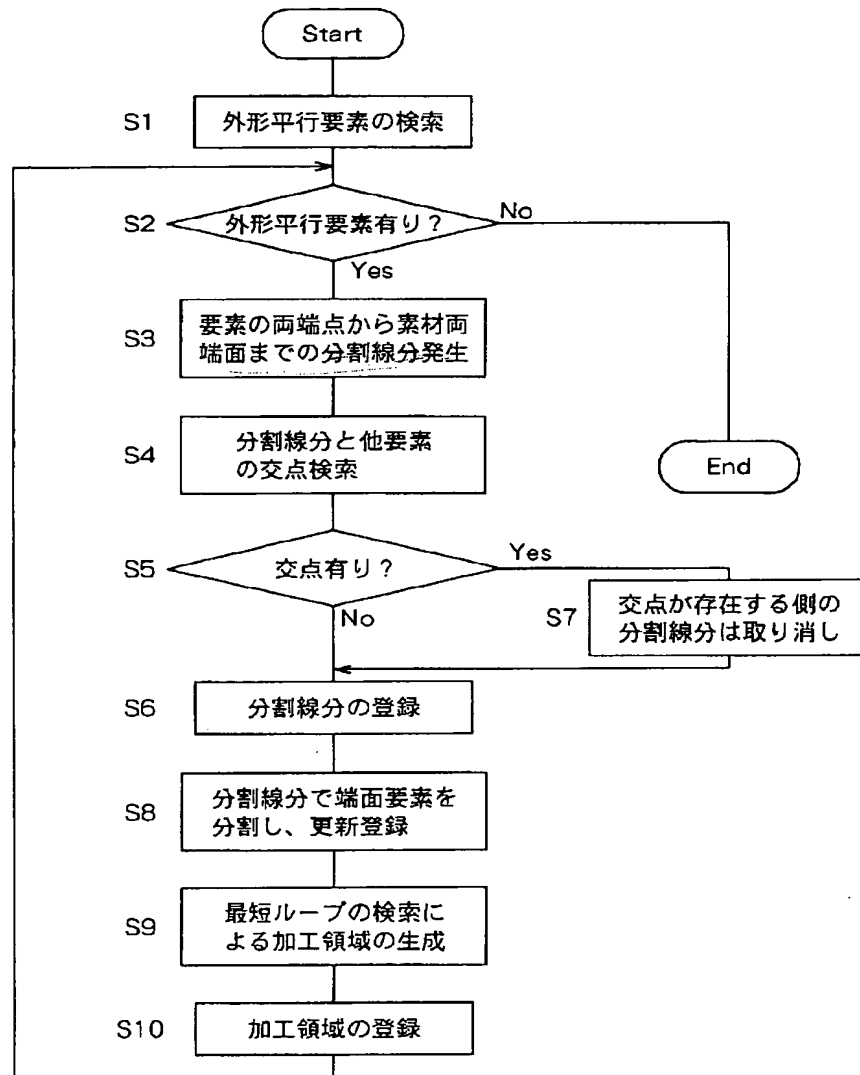 Start
S1
外形平行要素の検索
S2
外形平行要素有り？
No
Yes
S3
要素の両端点から素材両
端面までの分割線分発生
S4
分割線分と他要素
の交点検索
End
S5
交点有り？
Yes
No
S7
交点が存在する側の
分割線分は取り消し
S6
分割線分の登録
S8
分割線分で端面要素を
分割し、更新登録
S9
最短ループの検索に
よる加工領域の生成
S10
加工領域の登録